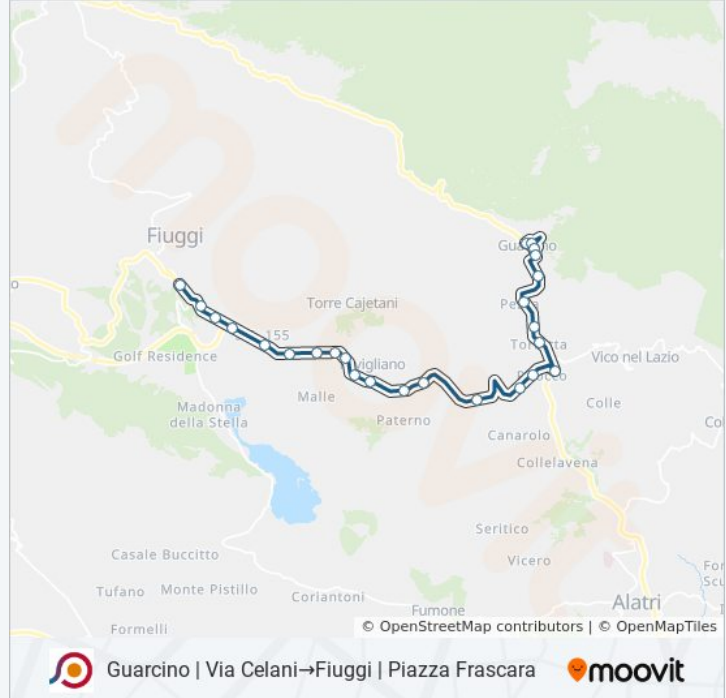 Fiuggi
Torre Cajetani
155
Golf Residence
Vico nel Lazio
Malle
Colle
Madonna
della Stella
Paterno
Canarolo
Collelavena
Seritico
Casale Buccitto
Vicero
Tufano
Monte Pistillo
Coriantoni
Fumone
Alatri
Formelli
© OpenStreetMap contributors | © OpenMapTiles
Guarcino | Via Celani→Fiuggi | Piazza Frascara
moovit
moovit